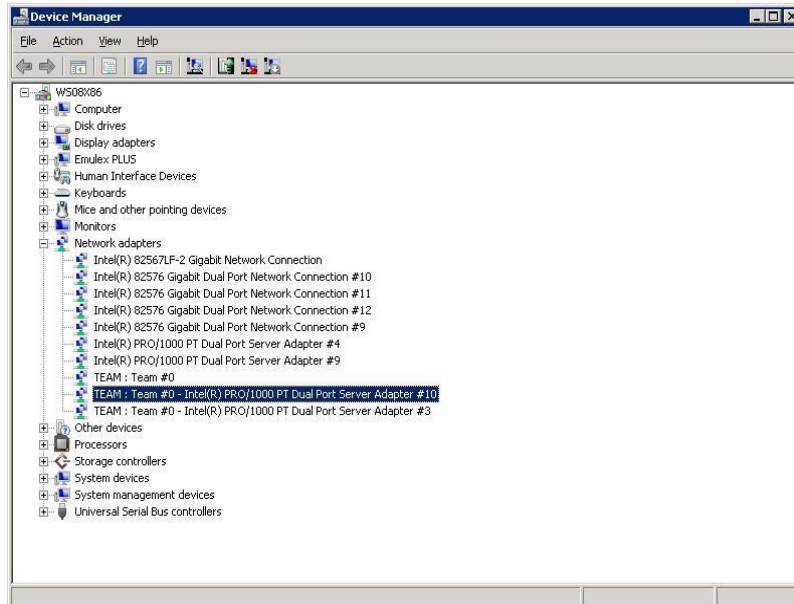 Device Manager
File Action View Help
WS08X86
Computer
Disk drives
Display adapters
Emulex PLUS
Human Interface Devices
Keyboards
Mice and other pointing devices
Monitors
Network adapters
Intel(R) 82567LF-2 Gigabit Network Connection
Intel(R) 82576 Gigabit Dual Port Network Connection #10
Intel(R) 82576 Gigabit Dual Port Network Connection #11
Intel(R) 82576 Gigabit Dual Port Network Connection #12
Intel(R) 82576 Gigabit Dual Port Network Connection #9
Intel(R) PRO/1000 PT Dual Port Server Adapter #4
Intel(R) PRO/1000 PT Dual Port Server Adapter #9
TEAM : Team #0
TEAM : Team #0 - Intel(R) PRO/1000 PT Dual Port Server Adapter #10
TEAM : Team #0 - Intel(R) PRO/1000 PT Dual Port Server Adapter #3
Other devices
Processors
Storage controllers
System devices
System management devices
Universal Serial Bus controllers